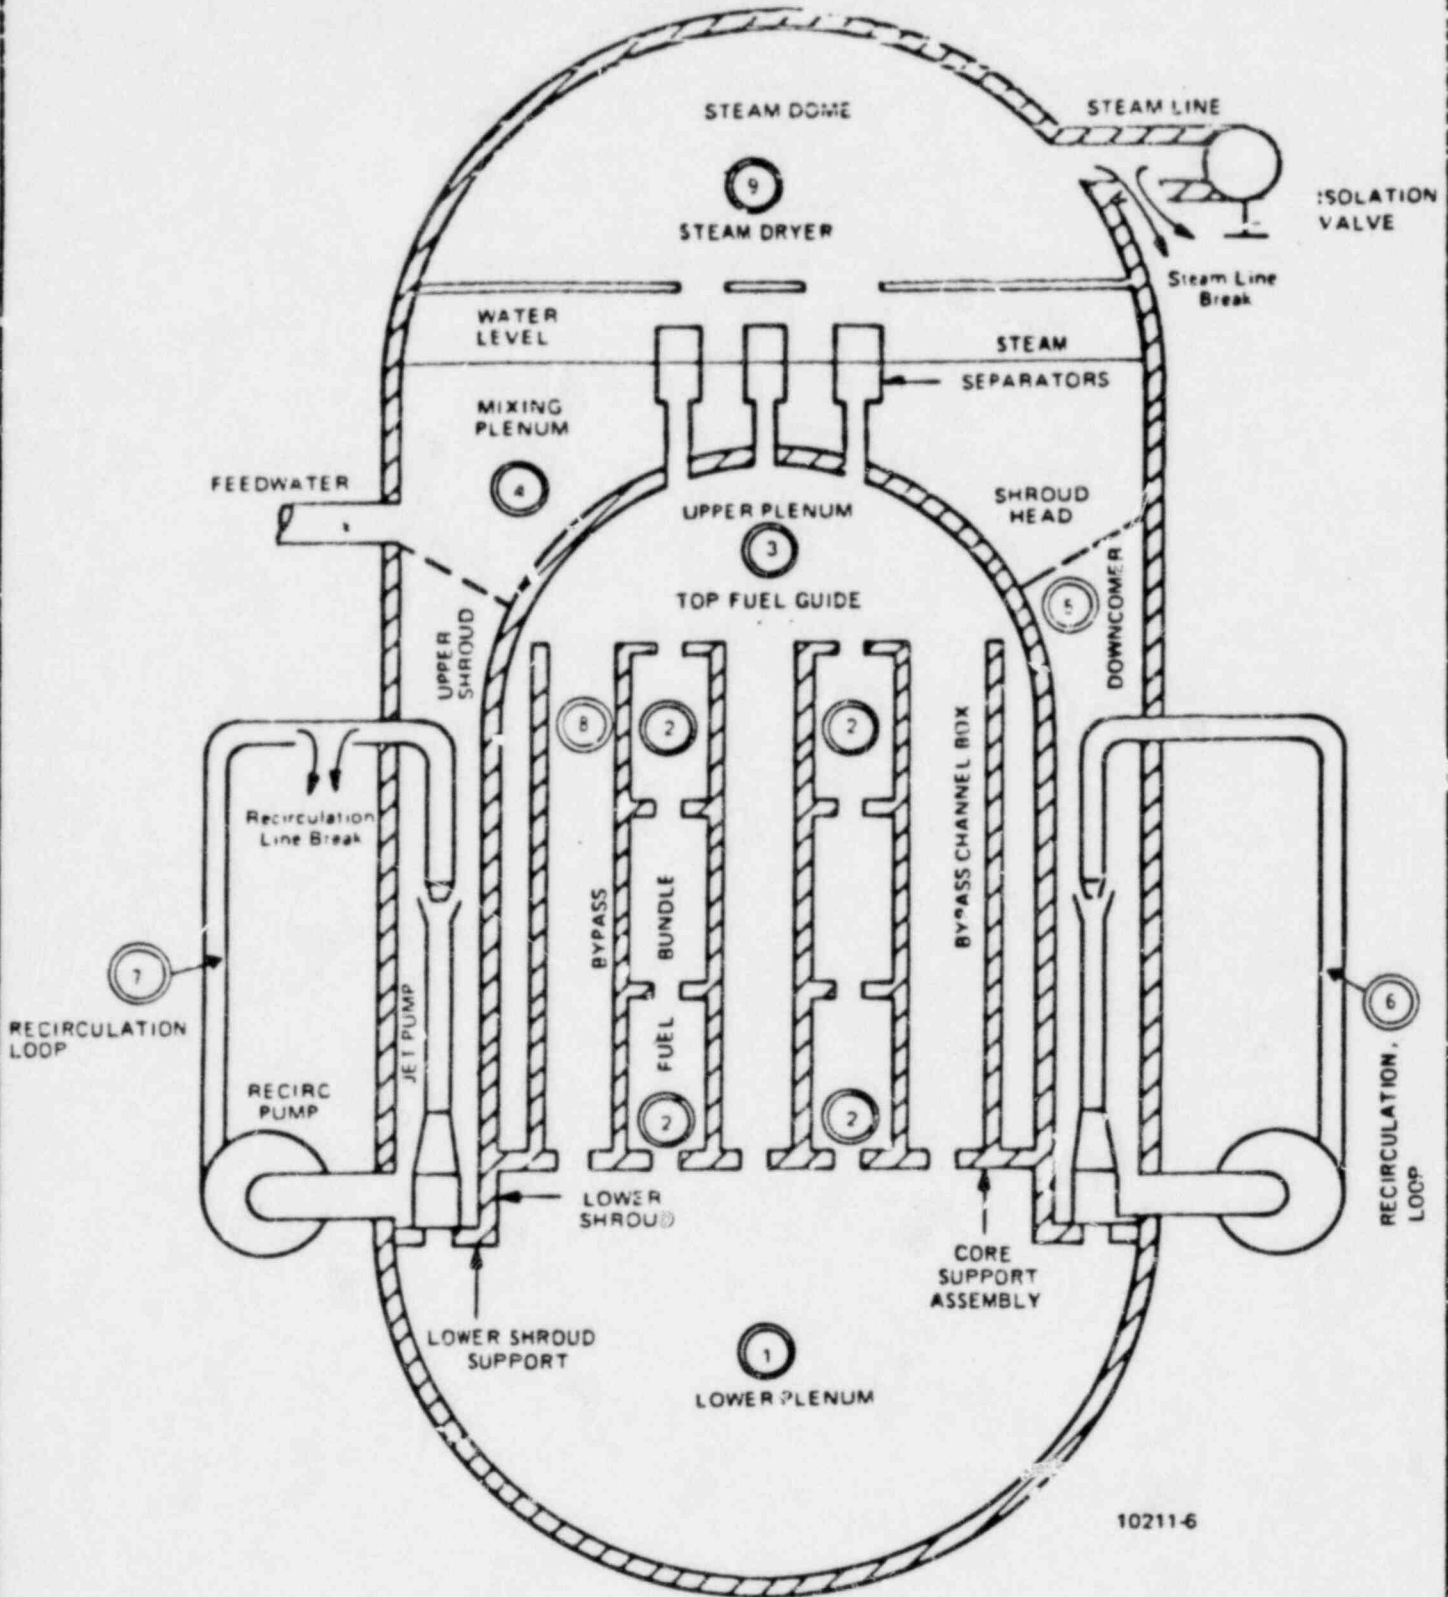 STEAM DOME
STEAM LINE
9
ISOLATION
VALVE
STEAM DRYER
Steam Line
Break
WATER
LEVEL
STEAM
SEPARATORS
MIXING
PLENUM
4
FEEDWATER
SHROUD
HEAD
UPPER PLENUM
3
TOP FUEL GUIDE
5
DOWNCOMER
UPPER
SHROUD
8
2
2
BYPASS CHANNEL BOX
Recirculation
Line Break
BYPASS
FUEL BUNDLE
7
RECIRCULATION
LOOP
JET PUMP
6
RECIRCULATION,
LOOP
RECIRC
PUMP
2
2
LOWER
SHROUD
CORE
SUPPORT
ASSEMBLY
LOWER SHROUD
SUPPORT
1
LOWER PLENUM
10211-6